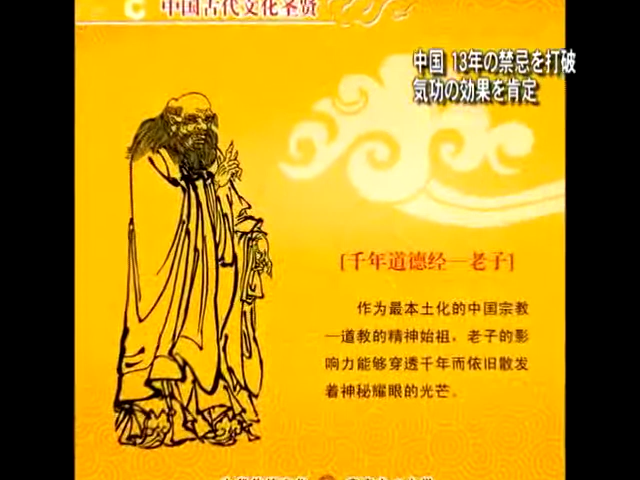 中国古代文化圣贤
中国 13年の禁忌を打破
気功の効果を肯定
[千年道德经—老子]
作为最本土化的中国宗教
—道教的精神始祖，老子的影
响力能够穿透千年而依旧散发
着神秘耀眼的光芒。